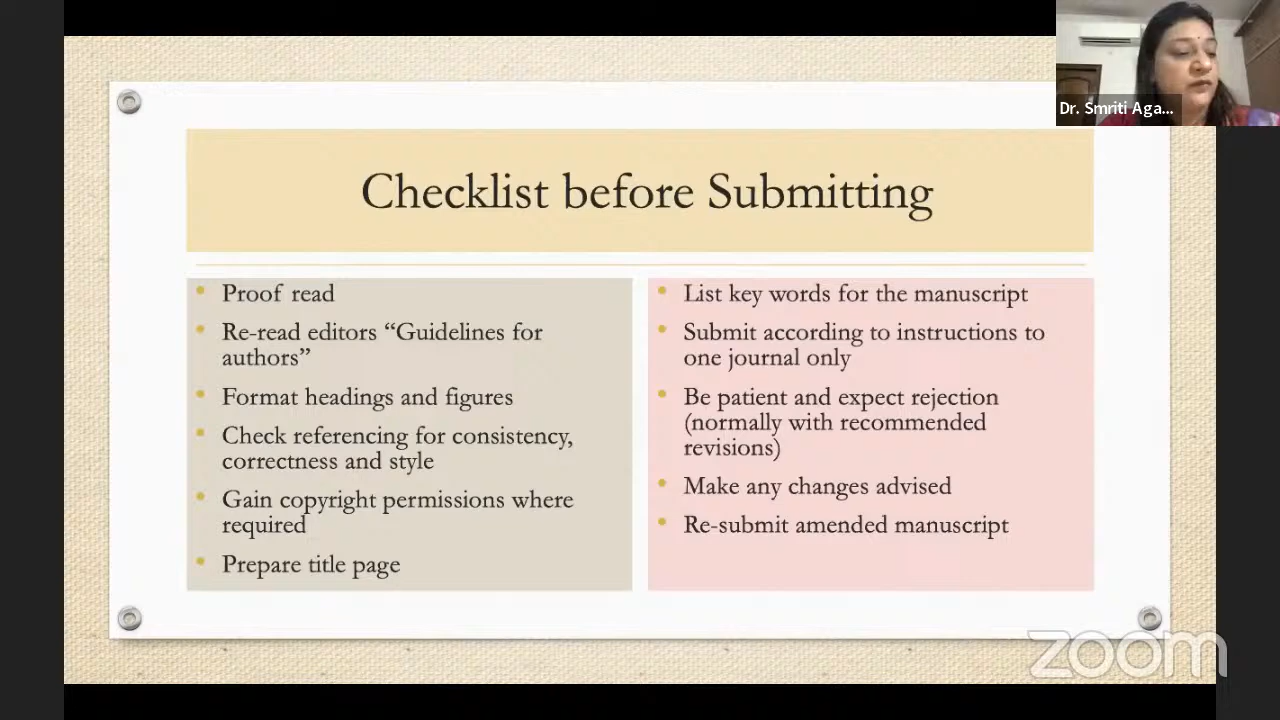 Dr. Smriti Aga...
Checklist before Submitting
• Proof read
• Re-read editors “Guidelines for
authors”
• Format headings and figures
• Check referencing for consistency,
correctness and style
• Gain copyright permissions where
required
• Prepare title page
• List key words for the manuscript
• Submit according to instructions to
one journal only
• Be patient and expect rejection
(normally with recommended
revisions)
• Make any changes advised
• Re-submit amended manuscript
zoom